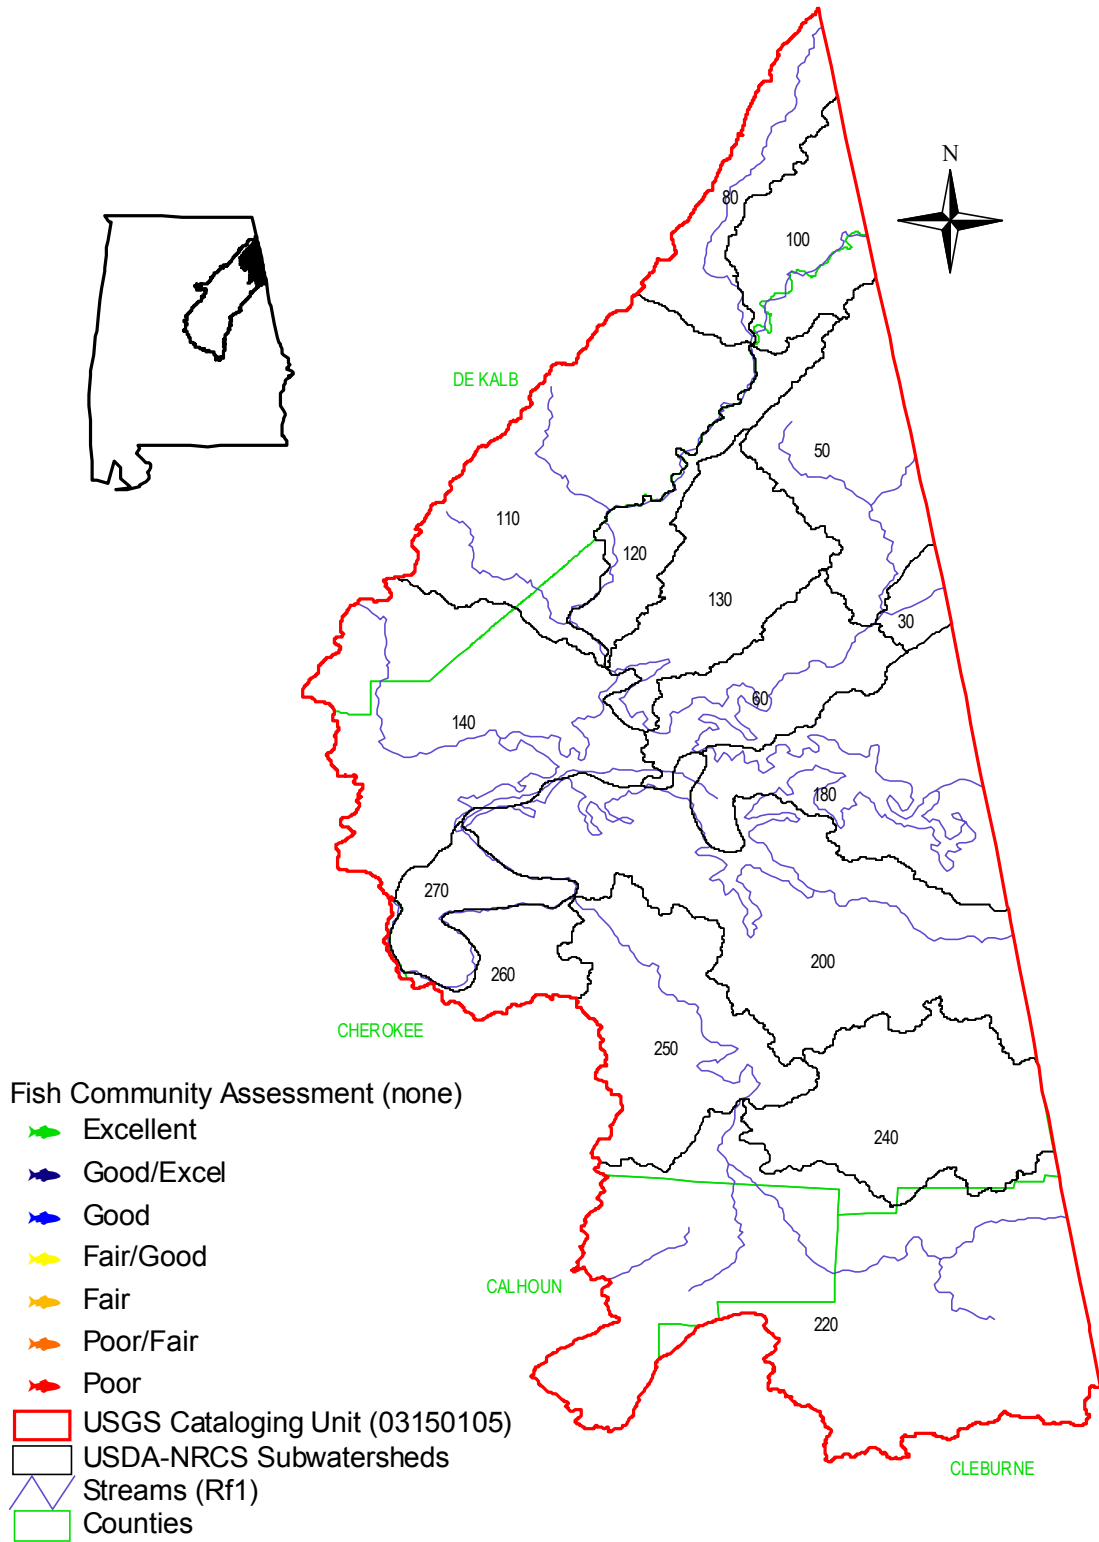 N
80
100
DE KALB
50
110
120
130
30
60
140
180
270
200
260
CHEROKEE
250
240
CALHOUN
220
CLEBURNE
Fish Community Assessment (none)
Excellent
Good/Excel
Good
Fair/Good
Fair
Poor/Fair
Poor
USGS Cataloging Unit (03150105)
USDA-NRCS Subwatersheds
Streams (Rf1)
Counties